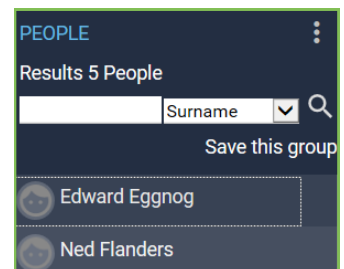 PEOPLE
Results 5 People
Surname
Save this group
Edward Eggnog
Ned Flanders